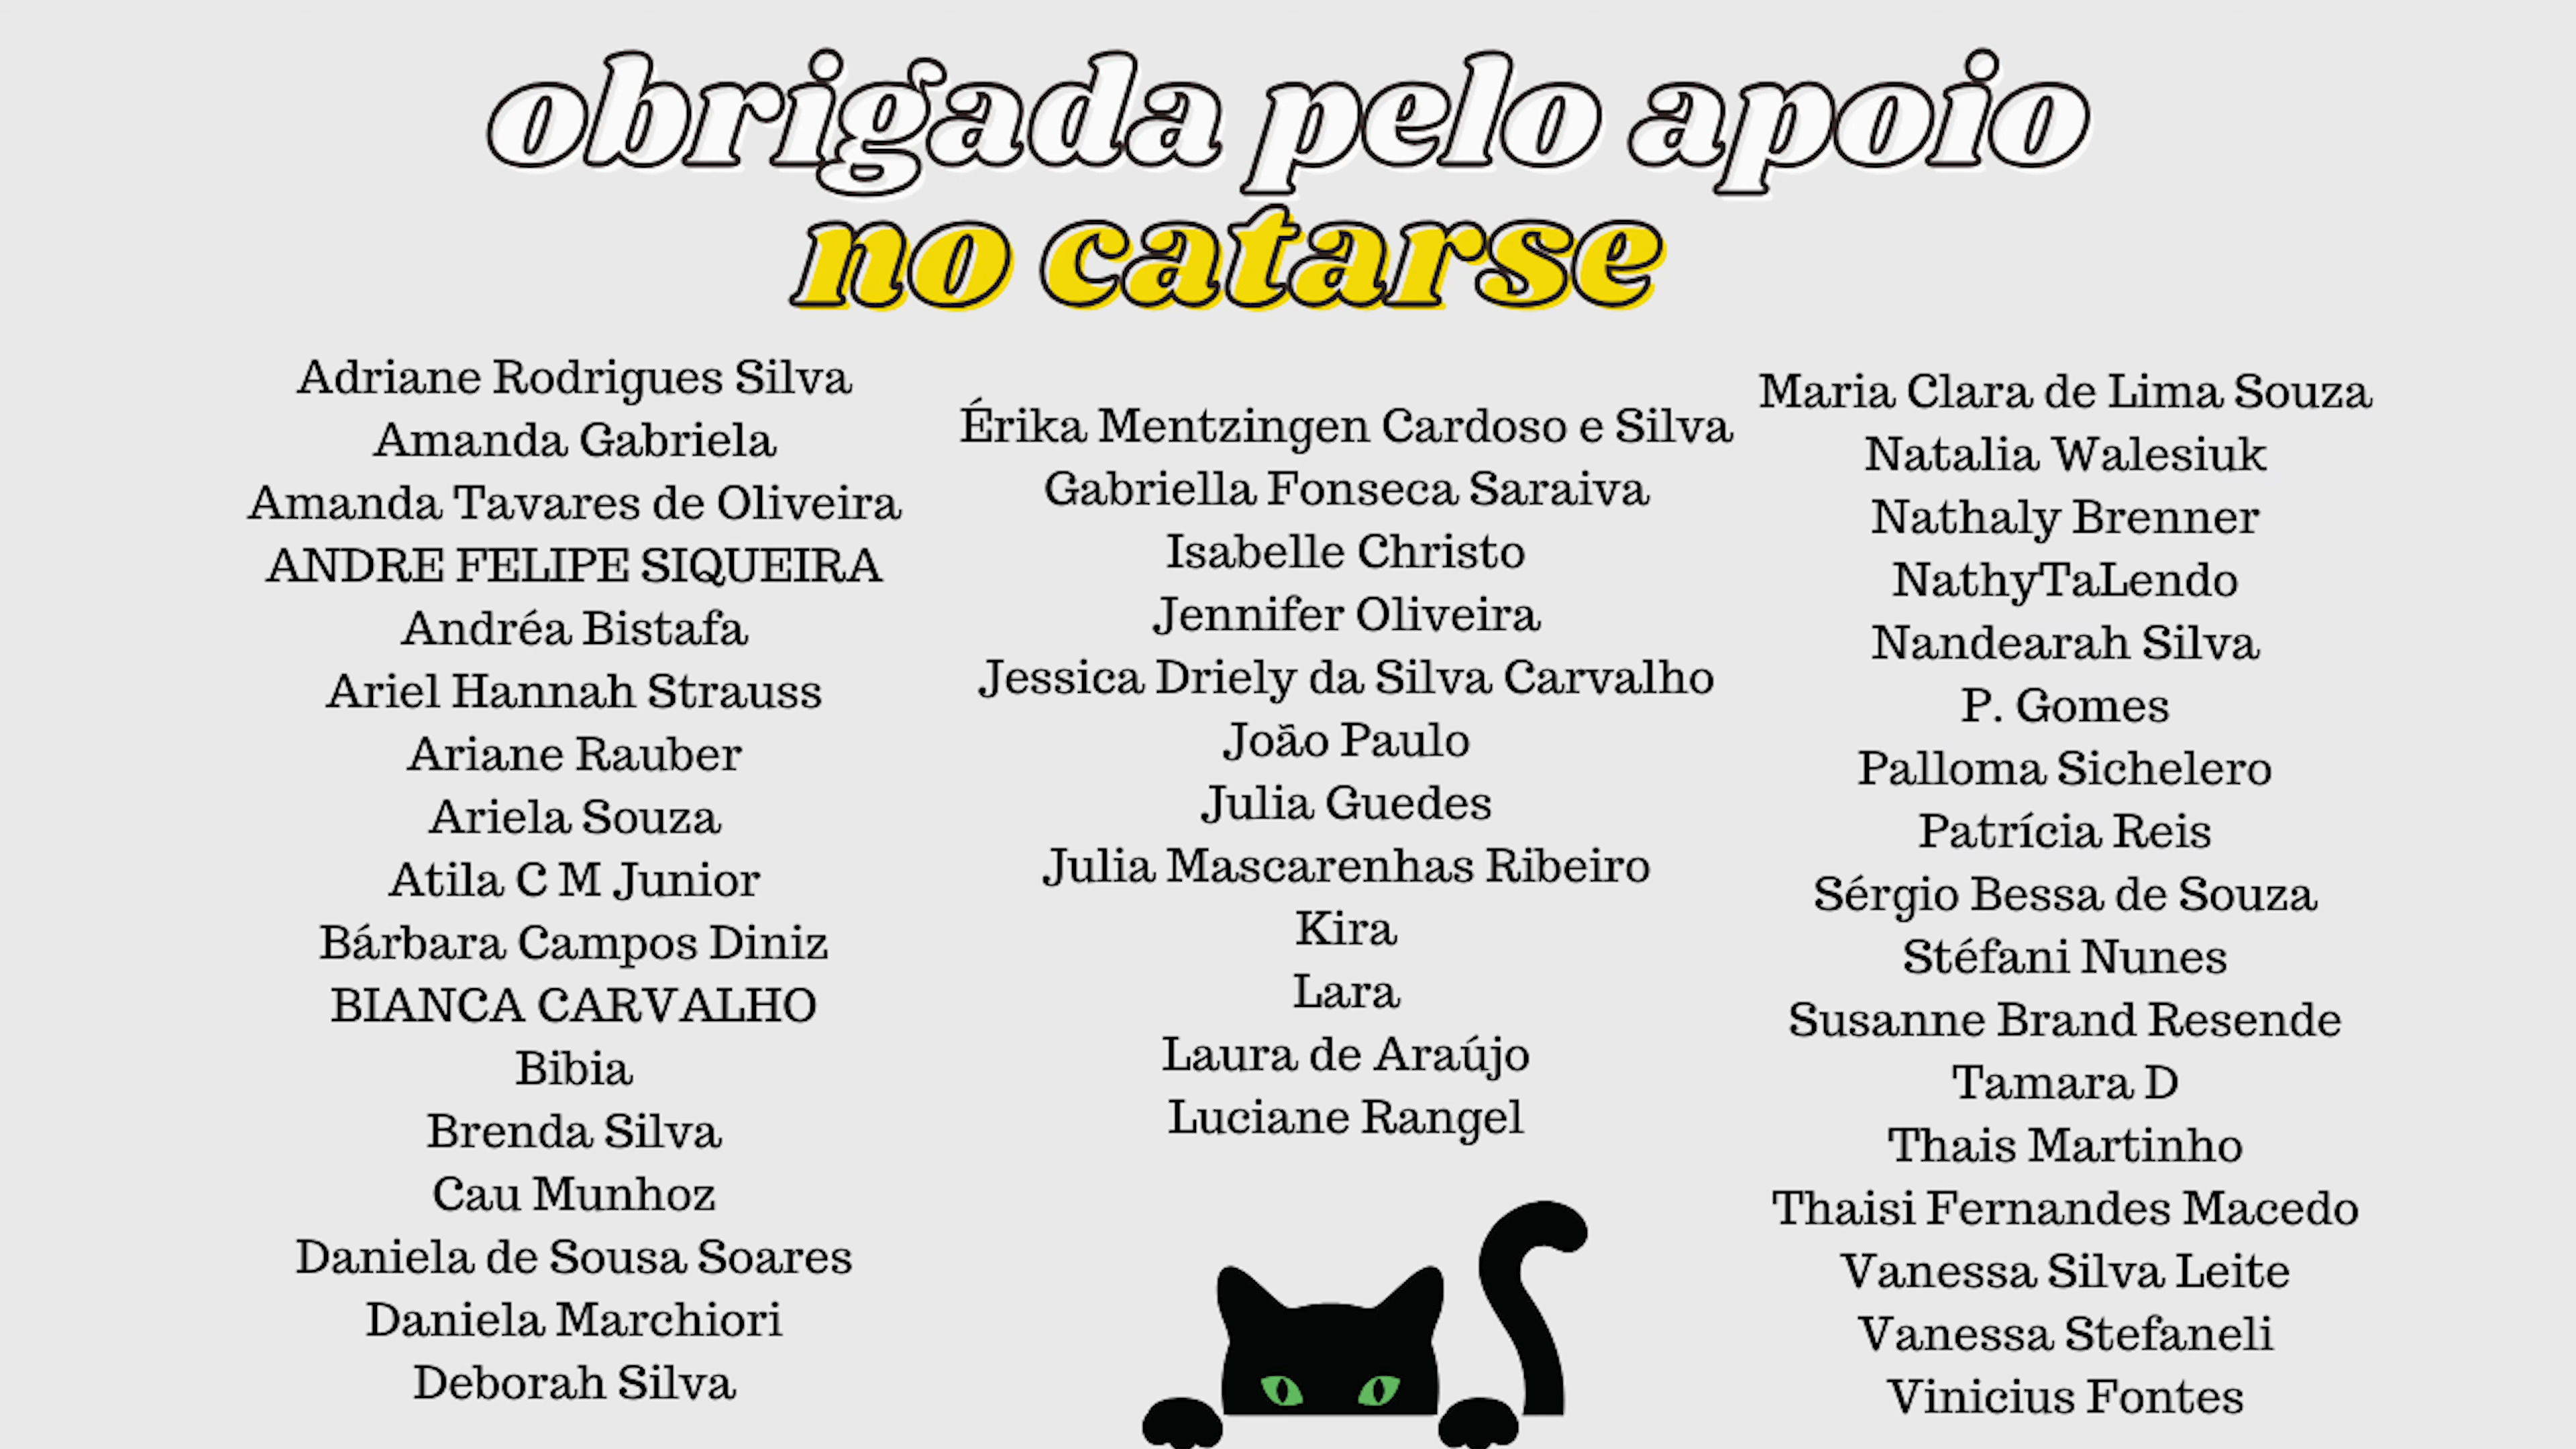 obrigada pelo apoio
no catarse
Adriane Rodrigues Silva
Amanda Gabriela
Amanda Tavares de Oliveira
ANDRE FELIPE SIQUEIRA
Andréa Bistafa
Ariel Hannah Strauss
Ariane Rauber
Ariela Souza
Atila C M Junior
Bárbara Campos Diniz
BIANCA CARVALHO
Bibia
Brenda Silva
Cau Munhoz
Daniela de Sousa Soares
Daniela Marchiori
Deborah Silva
Érika Mentzingen Cardoso e Silva
Gabriella Fonseca Saraiva
Isabelle Christo
Jennifer Oliveira
Jessica Driely da Silva Carvalho
João Paulo
Julia Guedes
Julia Mascarenhas Ribeiro
Kira
Lara
Laura de Araújo
Luciane Rangel
Maria Clara de Lima Souza
Natalia Walesiuk
Nathaly Brenner
NathyTaLendo
Nandearah Silva
P. Gomes
Palloma Sichelero
Patrícia Reis
Sérgio Bessa de Souza
Stéfani Nunes
Susanne Brand Resende
Tamara D
Thais Martinho
Thaisi Fernandes Macedo
Vanessa Silva Leite
Vanessa Stefaneli
Vinicius Fontes